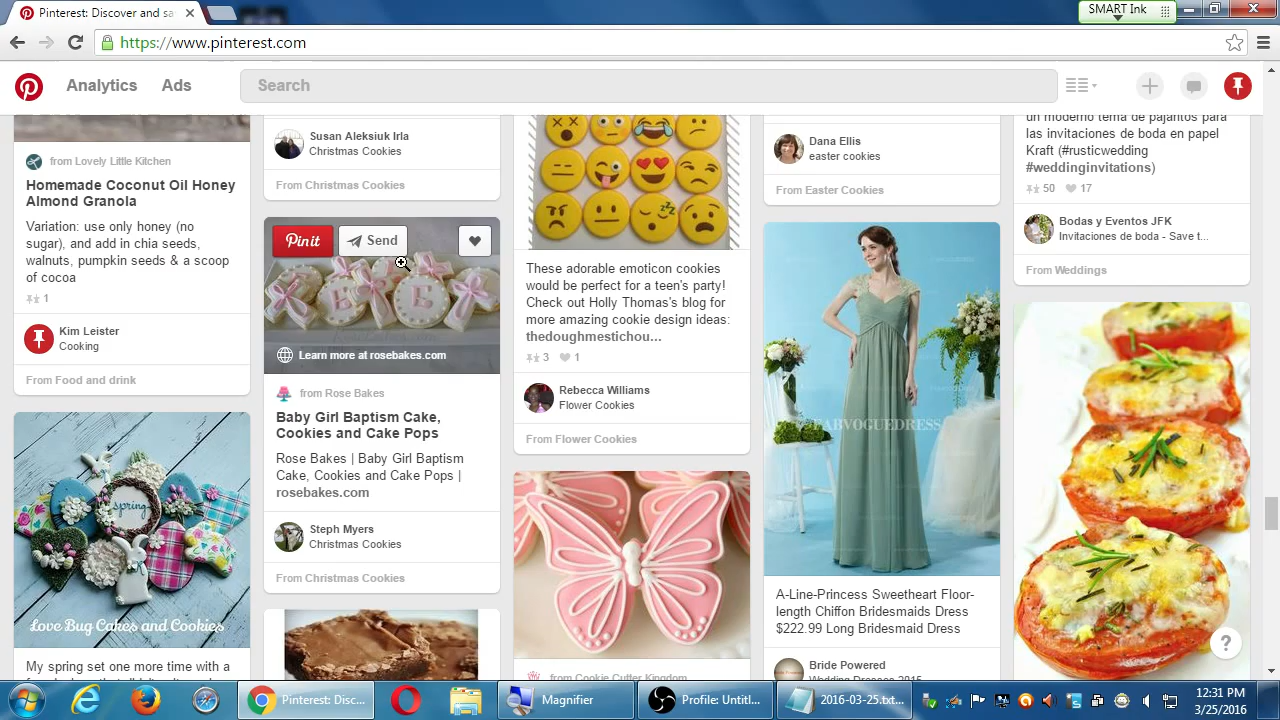 Pinterest: Discover and sa
SMART Ink
https://www.pinterest.com
Analytics
Ads
Search
from Lovely Little Kitchen
Homemade Coconut Oil Honey
Almond Granola
Variation: use only honey (no
sugar), and add in chia seeds,
walnuts, pumpkin seeds & a scoop
of cocoa
1
Kim Leister
Cooking
From Food and drink
spring
Love Bug Cakes and Cookies
My spring set one more time with a
Susan Aleksiuk Irla
Christmas Cookies
From Christmas Cookies
Pinit
Send
Learn more at rosebakes.com
from Rose Bakes
Baby Girl Baptism Cake,
Cookies and Cake Pops
Rose Bakes | Baby Girl Baptism
Cake, Cookies and Cake Pops |
rosebakes.com
Steph Myers
Christmas Cookies
From Christmas Cookies
These adorable emoticon cookies
would be perfect for a teen's party!
Check out Holly Thomas's blog for
more amazing cookie design ideas:
thedoughmestichou...
3 1
Rebecca Williams
Flower Cookies
From Flower Cookies
from Cookie Cutter Kingdom
Dana Ellis
easter cookies
From Easter Cookies
FABVOGUEDRESS
A-Line-Princess Sweetheart Floor-
length Chiffon Bridesmaids Dress
$222.99 Long Bridesmaid Dress
Bride Powered
Wedding Dresses 2015
un moderno tema de pajaritos para
las invitaciones de boda en papel
Kraft (#rusticwedding
#weddinginvitations)
50 17
Bodas y Eventos JFK
Invitaciones de boda - Save t...
From Weddings
?
Pinterest: Disc...
Magnifier
Profile: Untitl...
2016-03-25.txt...
12:31 PM
3/25/2016